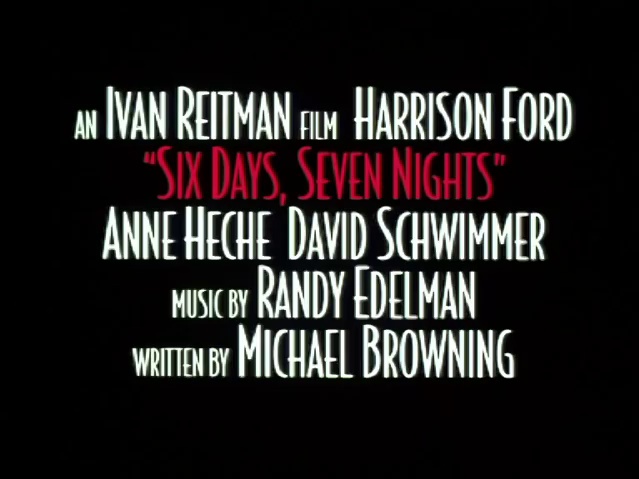 AN IVAN REITMAN FILM HARRISON FORD
"SIX DAYS, SEVEN NIGHTS"
ANNE HECHE DAVID SCHWIMMER
MUSIC BY RANDY EDELMAN
WRITTEN BY MICHAEL BROWNING